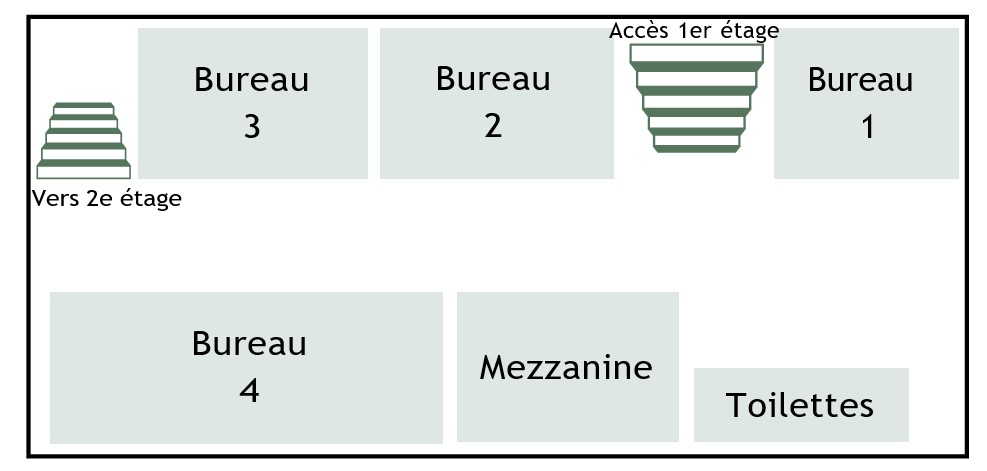 Accès 1er étage
Bureau
3
Bureau
2
Bureau
1
Vers 2e étage
Bureau
4
Mezzanine
Toilettes